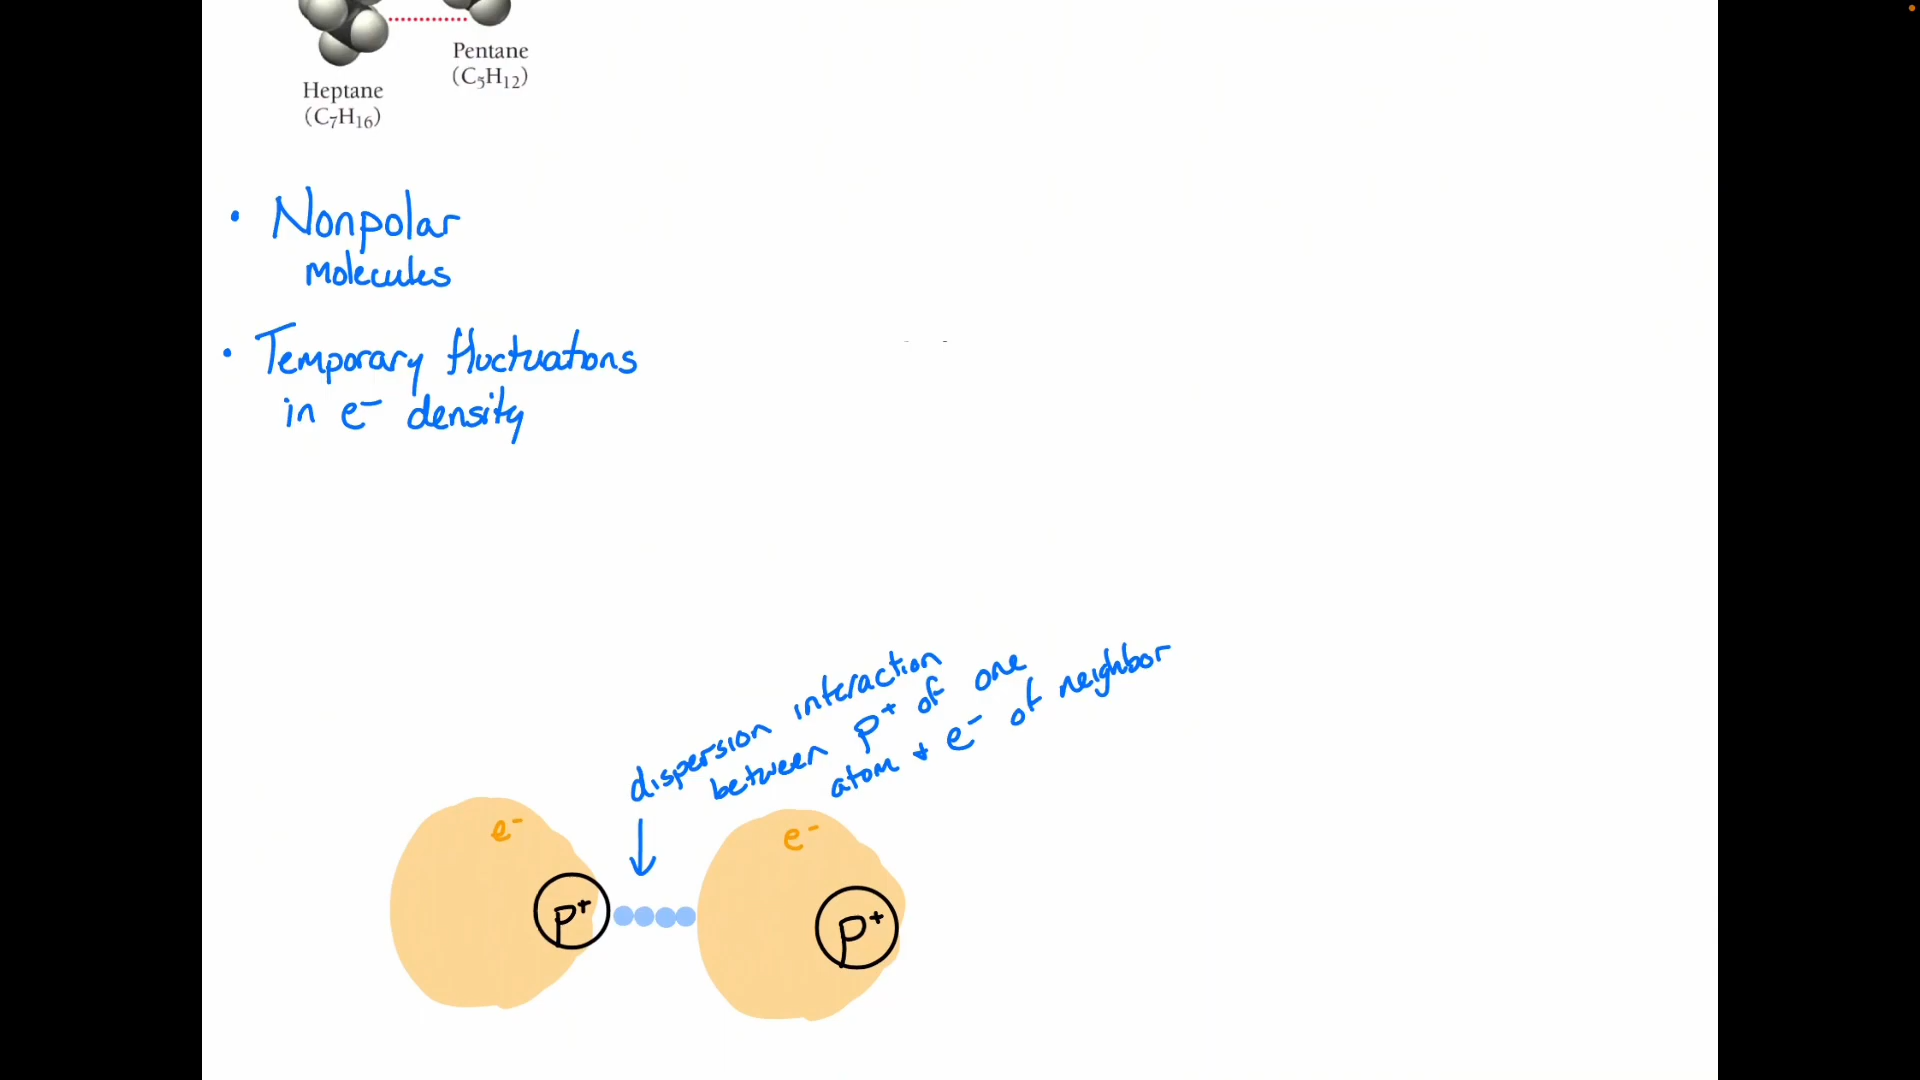 Pentane
(C5H12)
Heptane
(C7H16)
• Nonpolar
molecules
• Temporary fluctuations
in e⁻ density
dispersion interaction
between P⁺ of one
atom + e⁻ of neighbor
e⁻
e⁻
P⁺
P⁺